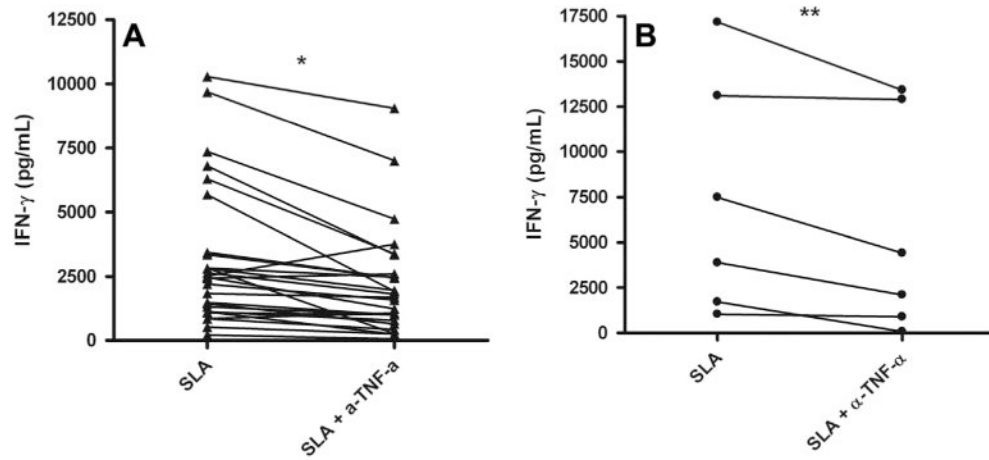 A
*
IFN-γ (pg/mL)
12500
10000
7500
5000
2500
0
SLA
SLA + a-TNF-a
B
**
IFN-γ (pg/mL)
17500
15000
12500
7500
5000
2500
0
SLA
SLA + α-TNF-α